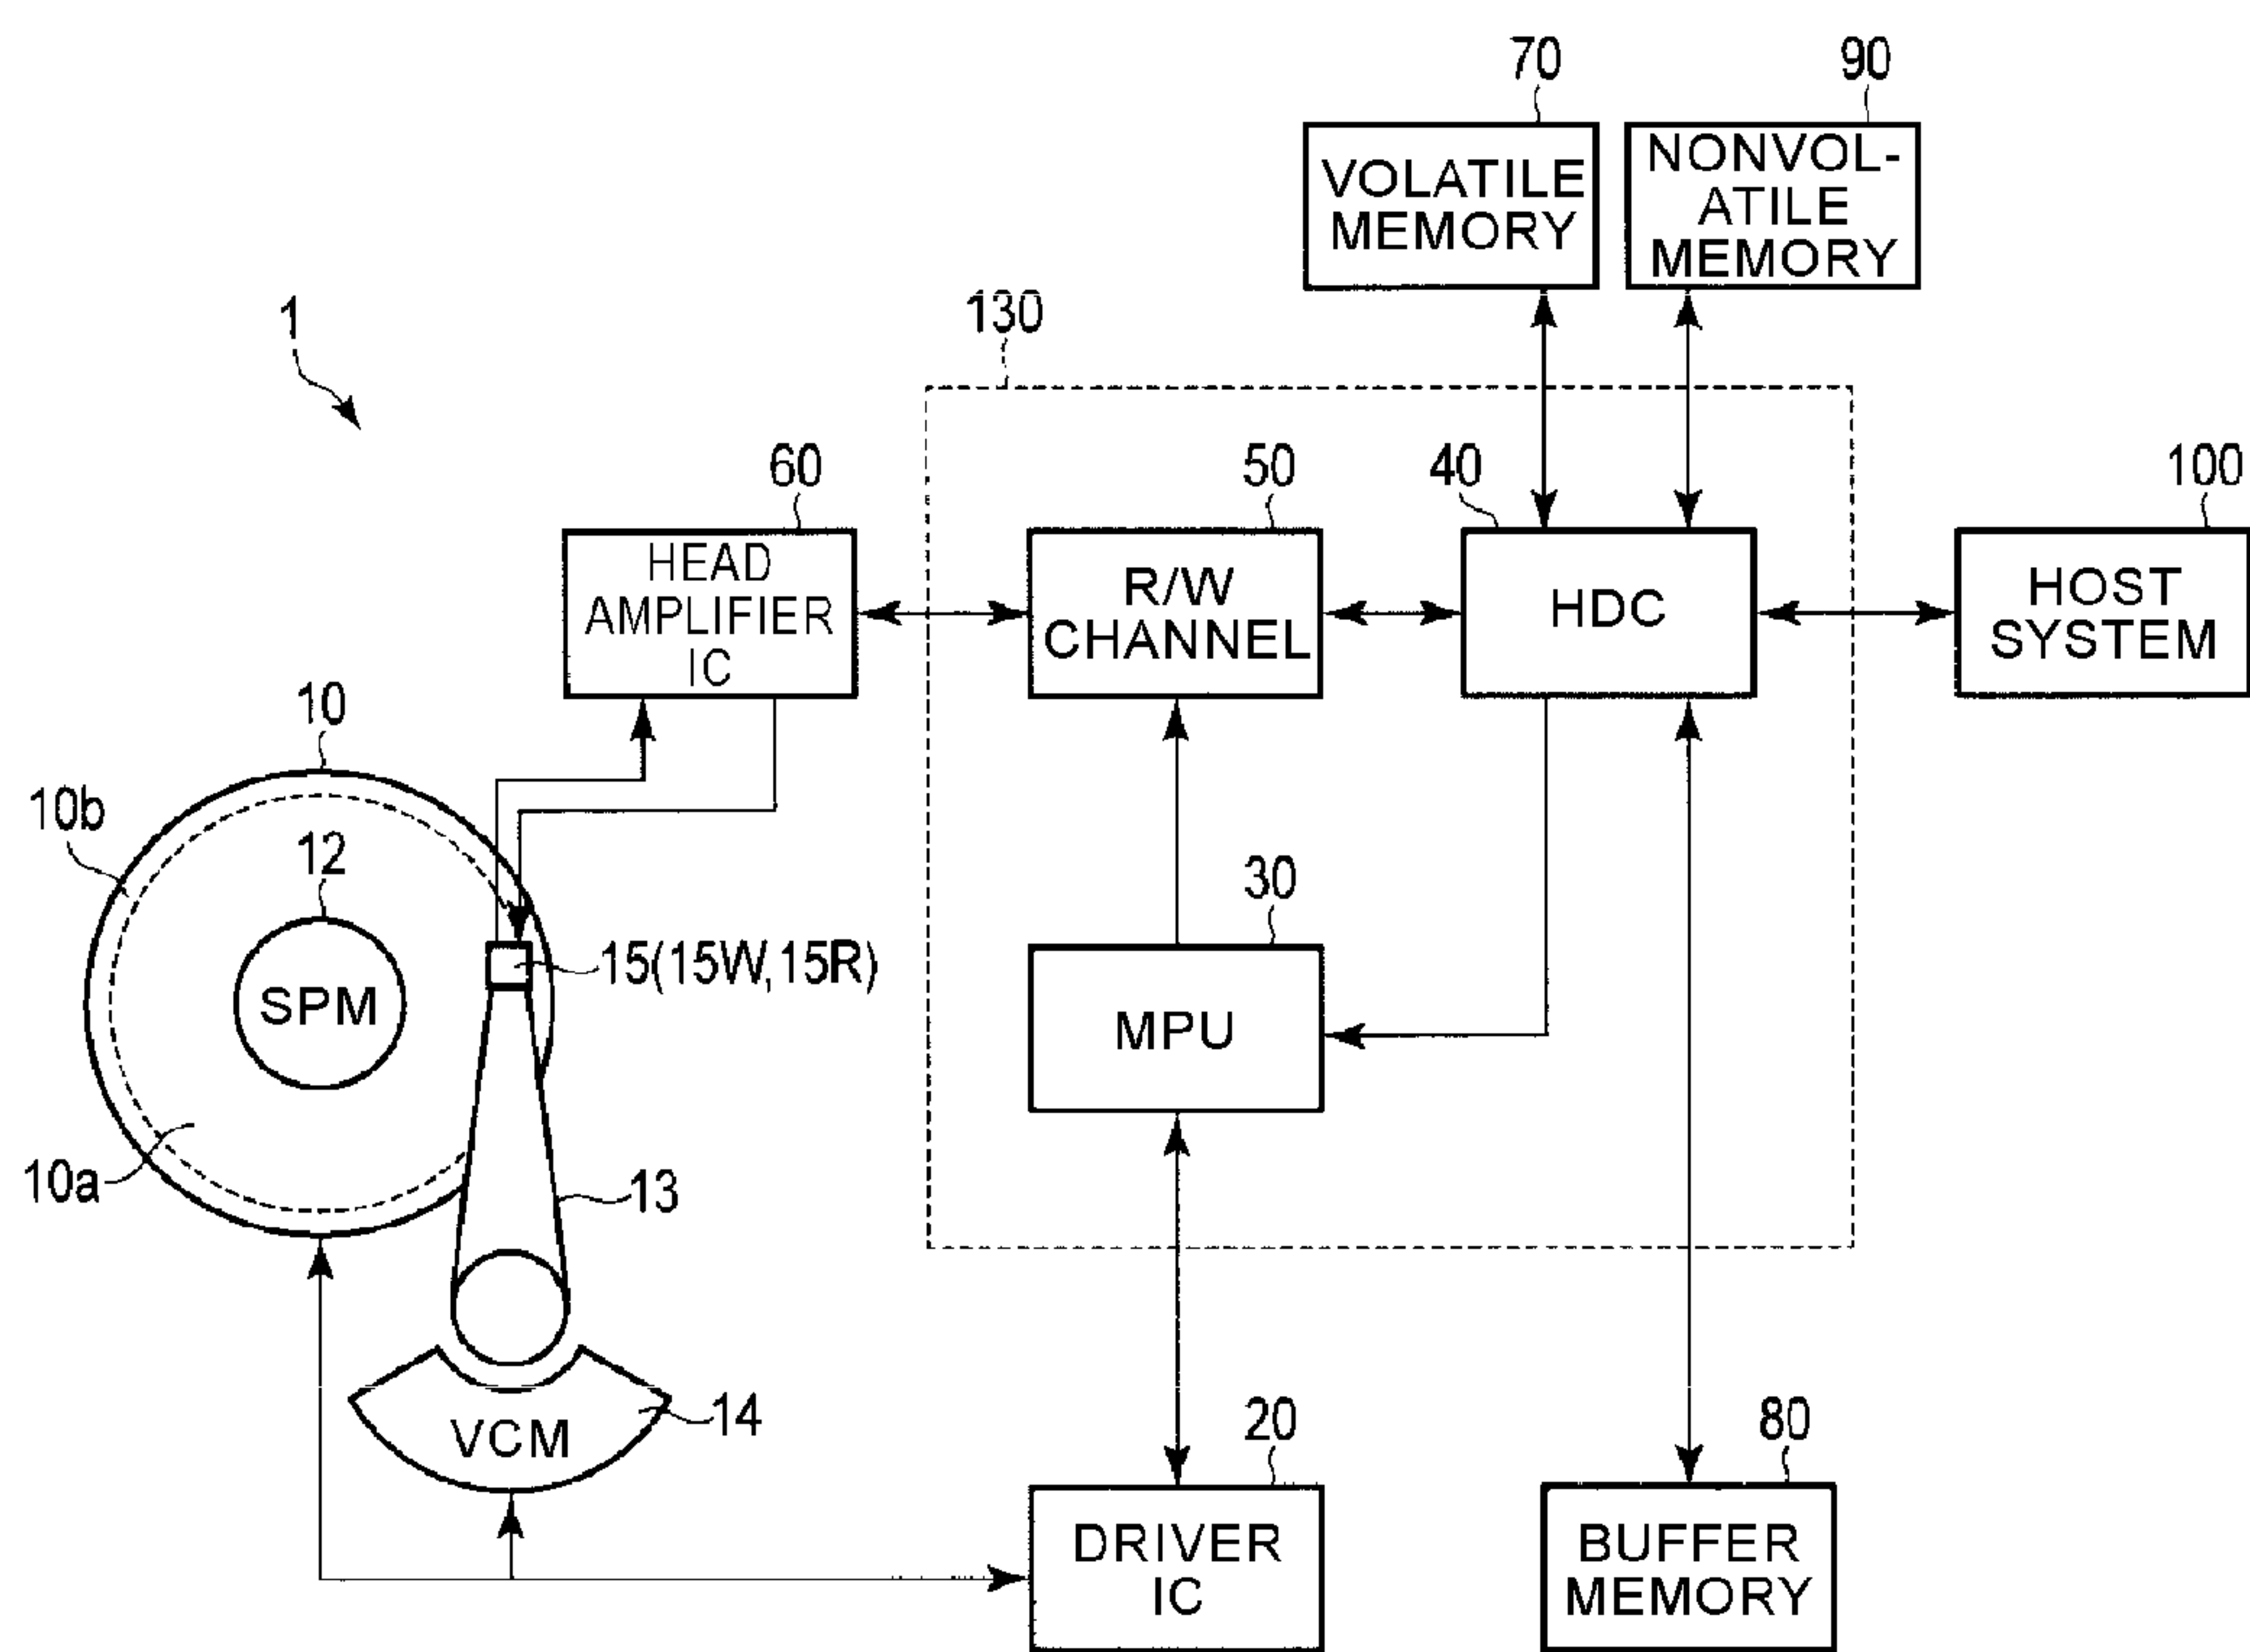 70
90
VOLATILE
MEMORY
NONVOL-
ATILE
MEMORY
130
1
60
50
40
100
HEAD
AMPLIFIER
IC
R/W
CHANNEL
HDC
HOST
SYSTEM
10
10b
12
30
SPM
15(15W,15R)
MPU
10a
13
14
VCM
20
80
DRIVER
IC
BUFFER
MEMORY